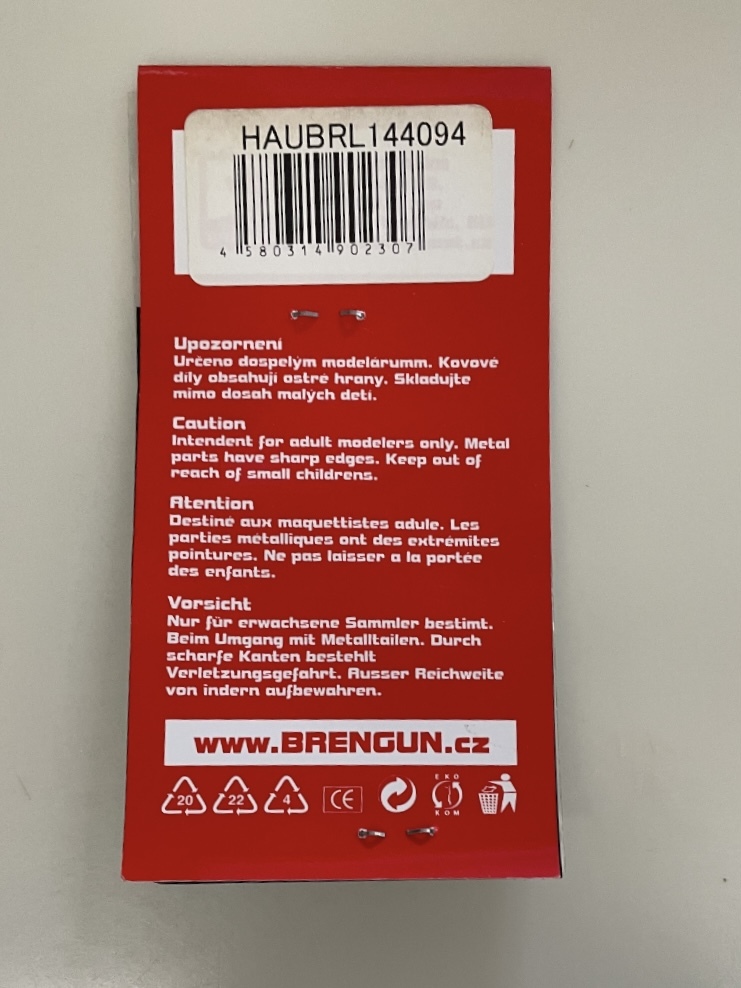 HAUBRL144094
4 580314 902307
Upozorneni
Určeno dospelým modelárumm. Kovové
díly obsahují ostré hrany. Skladujte
mimo dosah malých detí.
Caution
Intendent for adult modelers only. Metal
parts have sharp edges. Keep out of
reach of small childrens.
Atention
Destiné aux maquettistes adule. Les
parties métalliques ont des extrémites
pointures. Ne pas laisser a la portée
des enfants.
Vorsicht
Nur für erwachsene Sammler bestimt.
Beim Umgang mit Metalltailen. Durch
scharfe Kanten bestehlt
Verletzungsgefahrt. Ausser Reichweite
von indern aufbewahren.
www.BRENGUN.cz
20 22 4 CE EKO
KOM